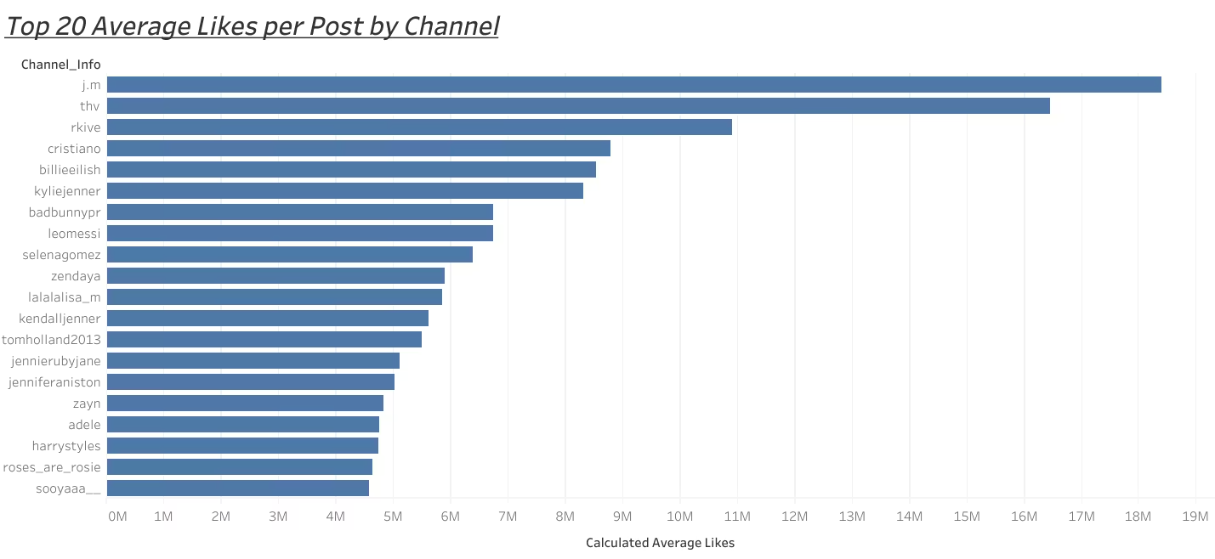 Top 20 Average Likes per Post by Channel
Channel_Info
j.m
thv
rkive
cristiano
billieeilish
kyliejenner
badbunnypr
leomessi
selenagomez
zendaya
lalalalisa_m
kendalljenner
tomholland2013
jennierubyjane
jenniferaniston
zayn
adele
harrystyles
roses_are_rosie
sooyaaa__
0M 1M 2M 3M 4M 5M 6M 7M 8M 9M 10M 11M 12M 13M 14M 15M 16M 17M 18M 19M
Calculated Average Likes